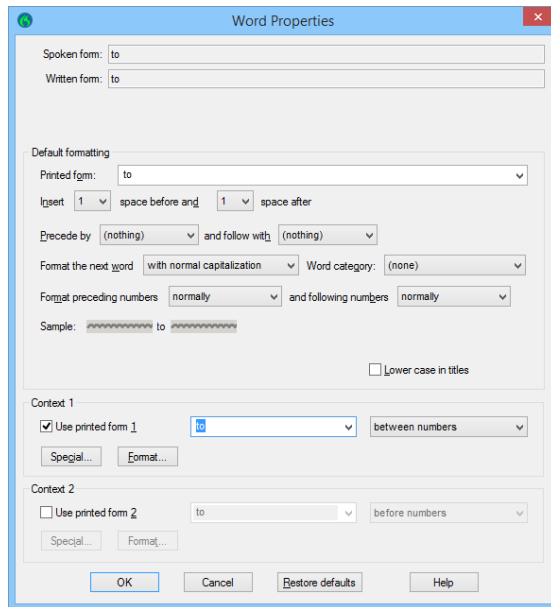 Word Properties
Spoken form: to
Written form: to
Default formatting
Printed form: to
Insert 1 space before and 1 space after
Precede by (nothing) and follow with (nothing)
Format the next word with normal capitalization Word category: (none)
Format preceding numbers normally and following numbers normally
Sample: to
Lower case in titles
Context 1
Use printed form 1 to between numbers
Special... Format...
Context 2
Use printed form 2 to before numbers
Special... Format...
OK Cancel Restore defaults Help